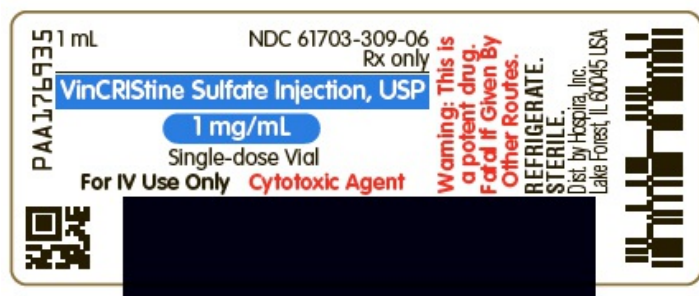 PAA176935
1 mL
NDC 61703-309-06
Rx only
VinCRIStine Sulfate Injection, USP
1 mg/mL
Single-dose Vial
For IV Use Only Cytotoxic Agent
Warning: This is
a potent drug.
Fatal If Given By
Other Routes.
REFRIGERATE.
STERILE.
Dist. by Hospira, Inc.
Lake Forest, IL 60045 USA